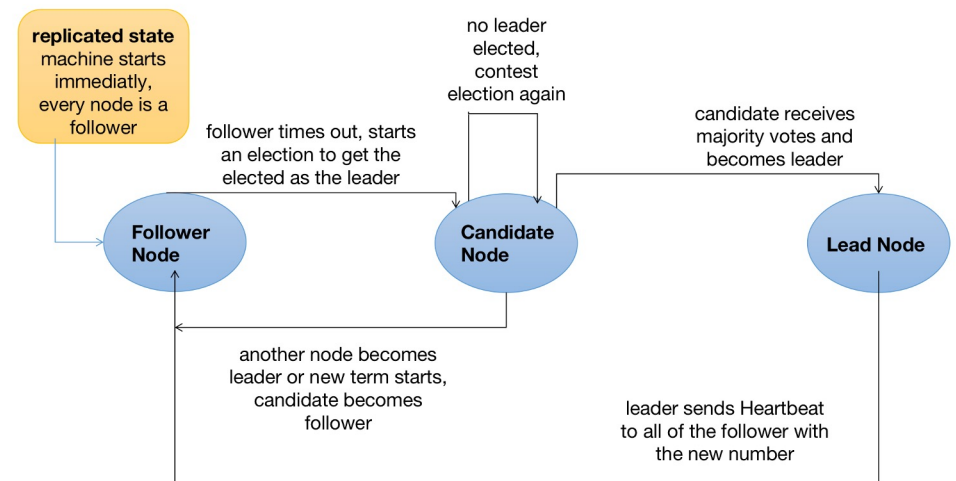 replicated state
machine starts
immediatly,
every node is a
follower
follower times out, starts
an election to get the
elected as the leader
no leader
elected,
contest
election again
candidate receives
majority votes and
becomes leader
Follower
Node
Candidate
Node
Lead Node
another node becomes
leader or new term starts,
candidate becomes
follower
leader sends Heartbeat
to all of the follower with
the new number